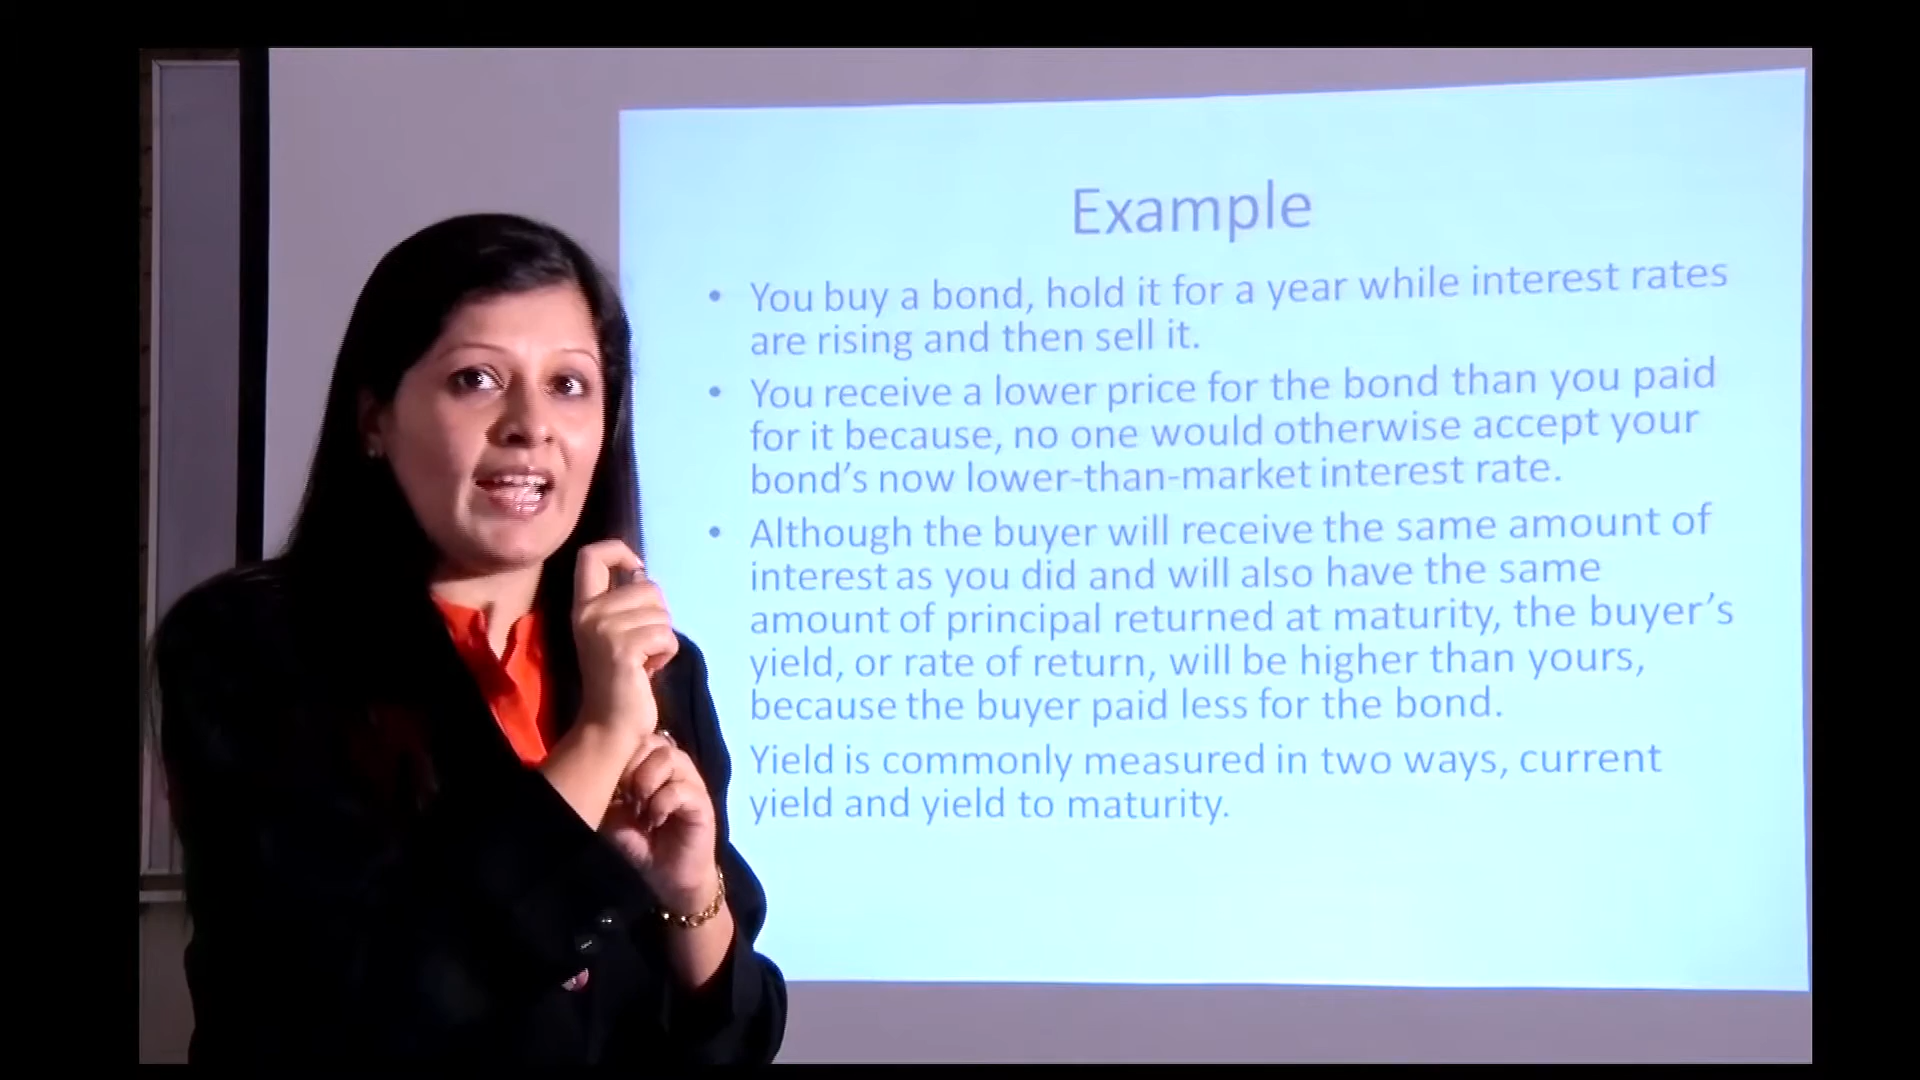 Example
• You buy a bond, hold it for a year while interest rates
are rising and then sell it.
• You receive a lower price for the bond than you paid
for it because, no one would otherwise accept your
bond's now lower-than-market interest rate.
• Although the buyer will receive the same amount of
interest as you did and will also have the same
amount of principal returned at maturity, the buyer's
yield, or rate of return, will be higher than yours,
because the buyer paid less for the bond.
Yield is commonly measured in two ways, current
yield and yield to maturity.